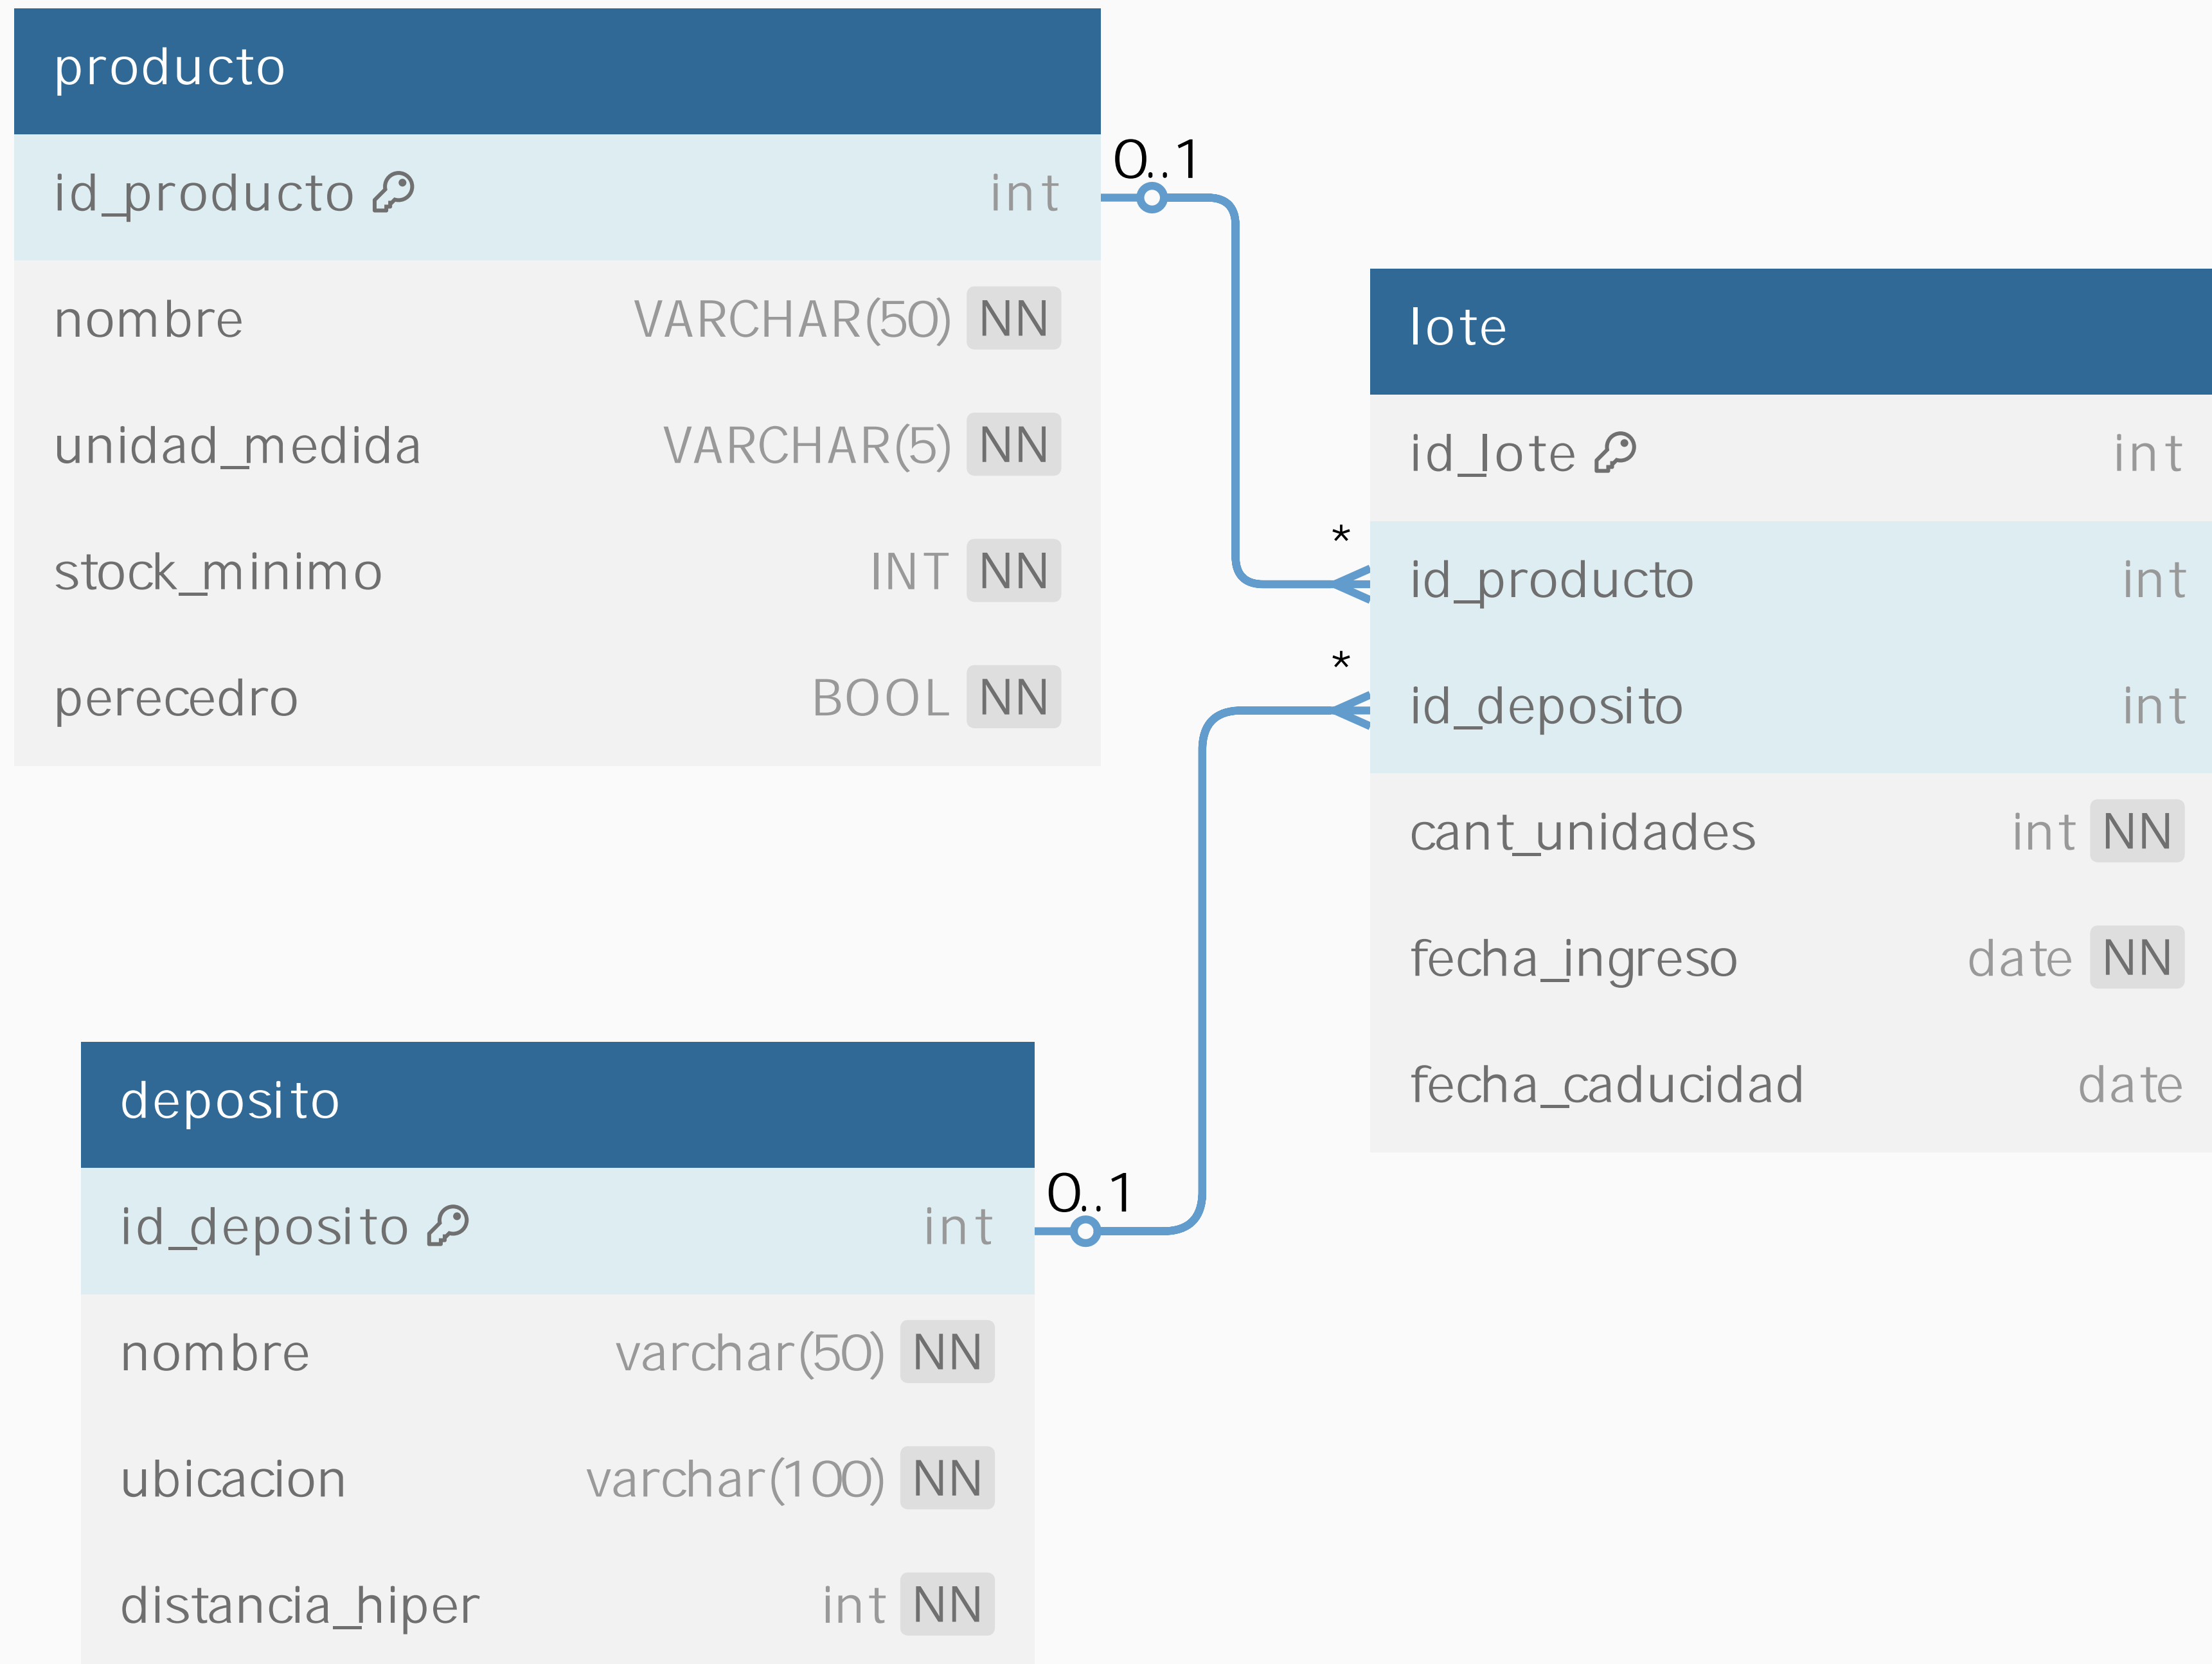 producto
id_producto int
nombre VARCHAR(50) NN
unidad_medida VARCHAR(5) NN
stock_minimo INT NN
perecedro BOOL NN
0..1
*
lote
id_lote int
id_producto int
id_deposito int
cant_unidades int NN
fecha_ingreso date NN
fecha_caducidad date
*
deposito
id_deposito int
nombre varchar(50) NN
ubicacion varchar(100) NN
distancia_hiper int NN
0..1